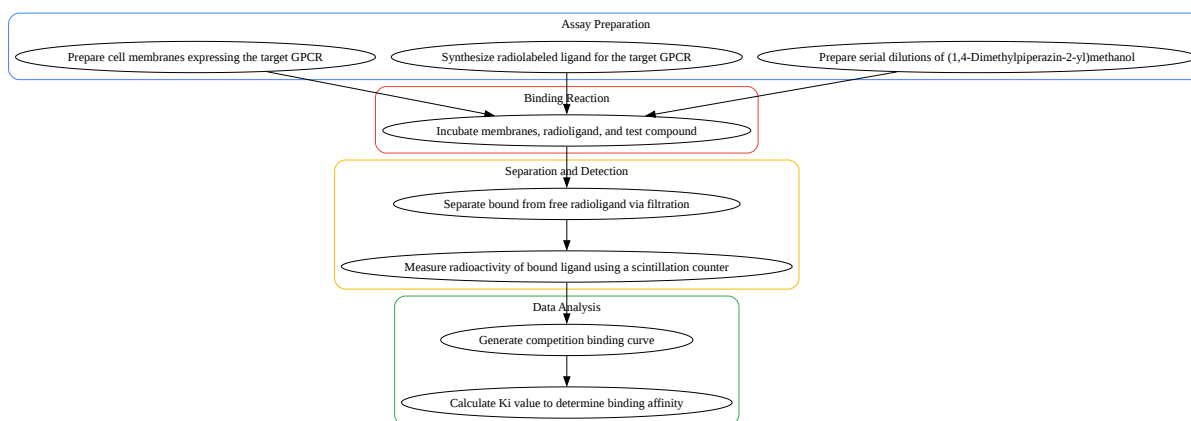 Assay Preparation
Prepare cell membranes expressing the target GPCR
Synthesize radiolabeled ligand for the target GPCR
Prepare serial dilutions of (1,4-Dimethylpiperazin-2-yl)methanol
Binding Reaction
Incubate membranes, radioligand, and test compound
Separation and Detection
Separate bound from free radioligand via filtration
Measure radioactivity of bound ligand using a scintillation counter
Data Analysis
Generate competition binding curve
Calculate Ki value to determine binding affinity